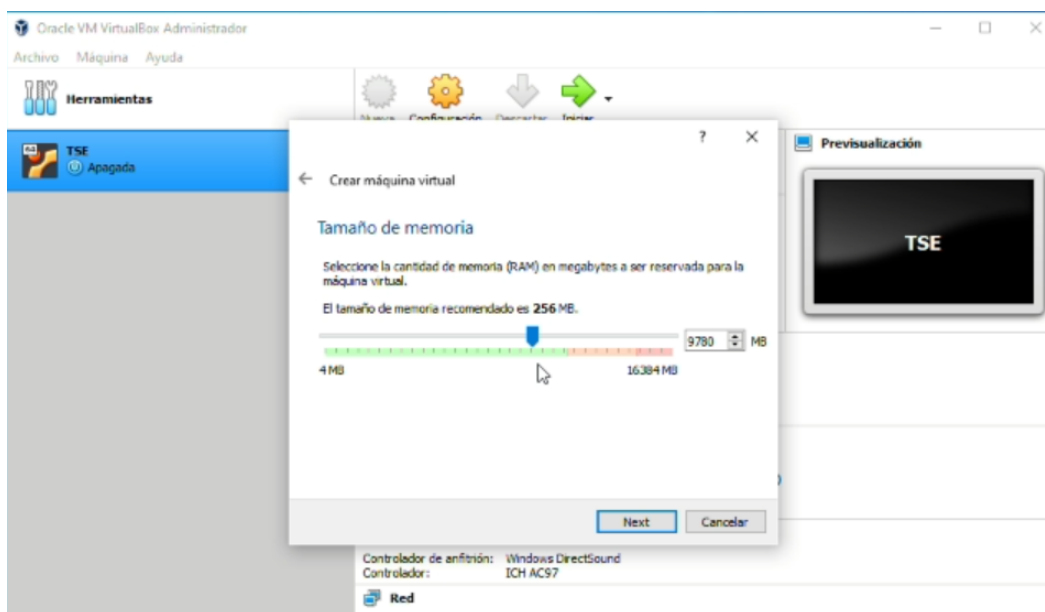 Oracle VM VirtualBox Administrador
Archivo Máquina Ayuda
Herramientas
Nueva Configuración Descartar Iniciar
TSE
Apagada
Previsualización
TSE
? 
Crear máquina virtual
Tamaño de memoria
Seleccione la cantidad de memoria (RAM) en megabytes a ser reservada para la
máquina virtual.
El tamaño de memoria recomendado es 256 MB.
9780 MB
4 MB 16384 MB
Next Cancelar
Controlador de anfitrión: Windows DirectSound
Controlador: ICH AC97
Red